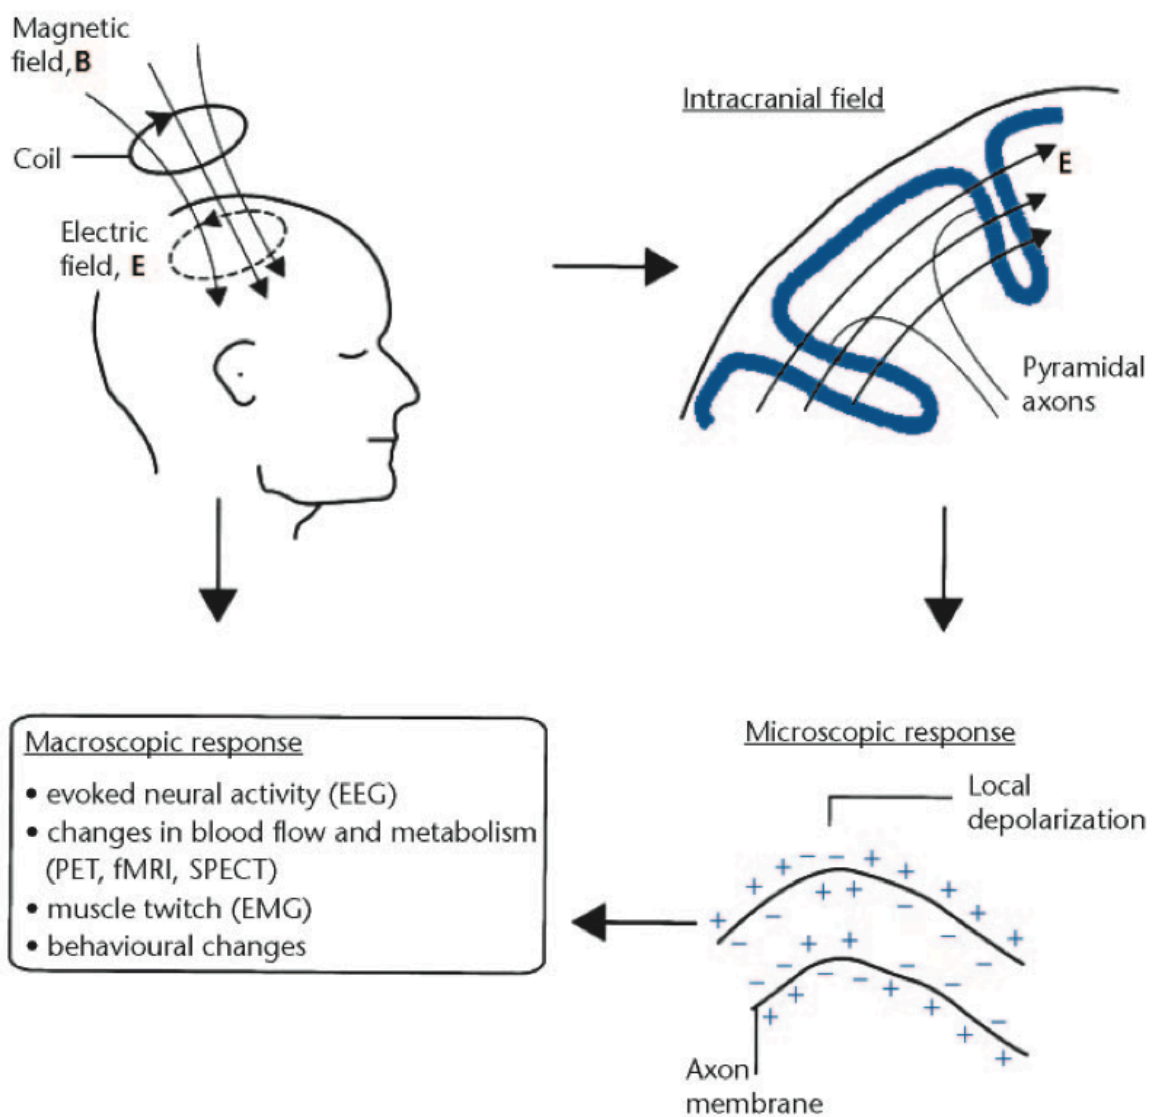 Magnetic
field, B
Coil
Electric
field, E
Intracranial field
E
Pyramidal
axons
Macroscopic response
• evoked neural activity (EEG)
• changes in blood flow and metabolism
(PET, fMRI, SPECT)
• muscle twitch (EMG)
• behavioural changes
Microscopic response
Local
depolarization
Axon
membrane